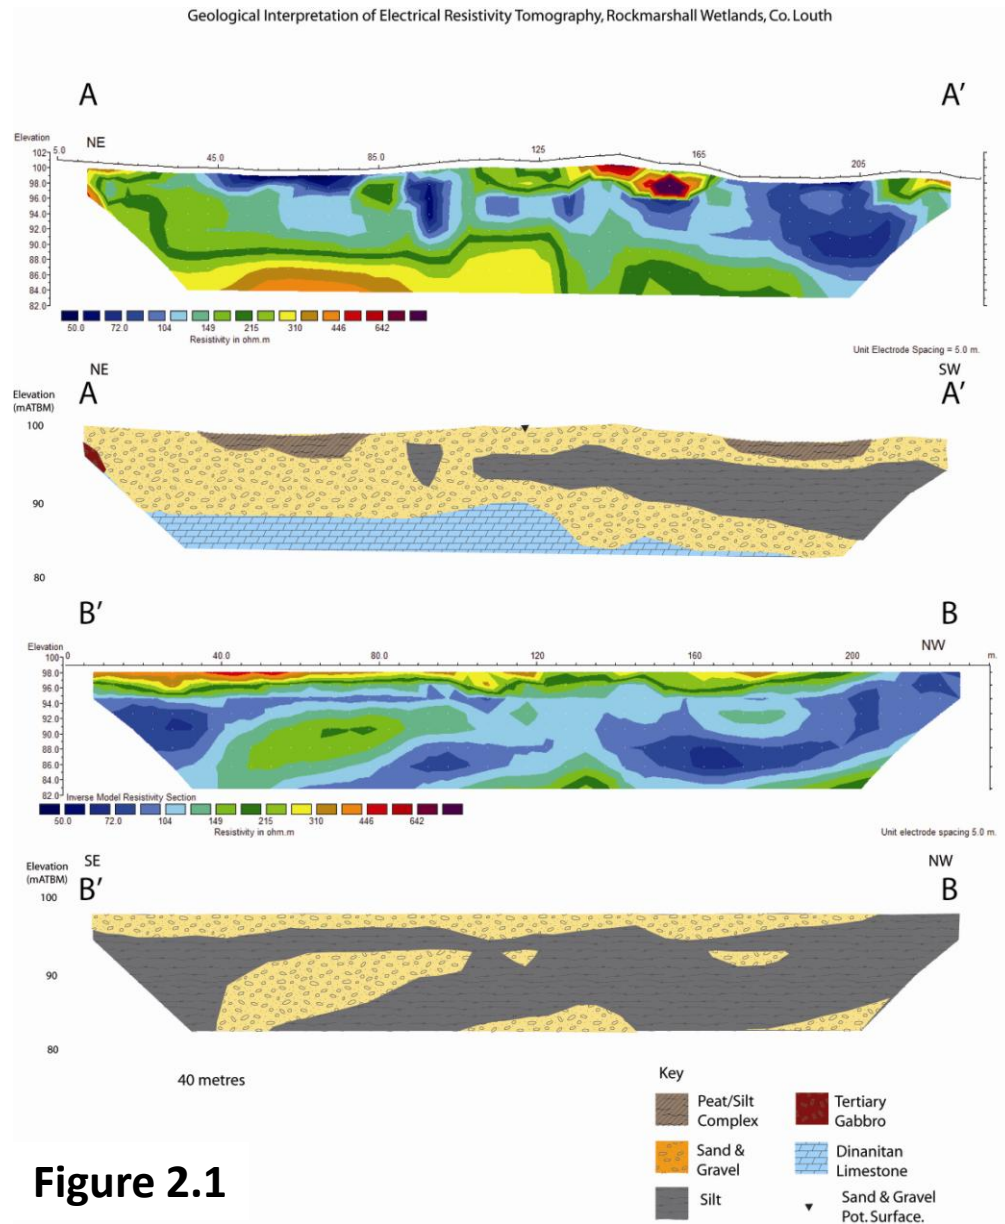 Geological Interpretation of Electrical Resistivity Tomography, Rockmarshall Wetlands, Co. Louth
A A'
Elevation NE
102 5.0 45.0 85.0 125 165 205
100
98.0
96.0
94.0
92.0
90.0
88.0
86.0
84.0
82.0
50.0 72.0 104 149 215 310 446 642
Resistivity in ohm.m
Unit Electrode Spacing = 5.0 m.
NE SW
Elevation
(mATBM)
A A'
100
90
80
B' B
Elevation NW
100 0 40.0 80.0 120 160 200 m.
98.0
96.0
94.0
92.0
90.0
88.0
86.0
84.0
82.0
Inverse Model Resistivity Section
50.0 72.0 104 149 215 310 446 642
Resistivity in ohm.m
Unit electrode spacing 5.0 m.
SE NW
Elevation
(mATBM)
B' B
100
90
80
40 metres
Key
Peat/Silt
Complex
Tertiary
Gabbro
Sand &
Gravel
Dinanitan
Limestone
Silt
Sand & Gravel
Pot. Surface.
Figure 2.1